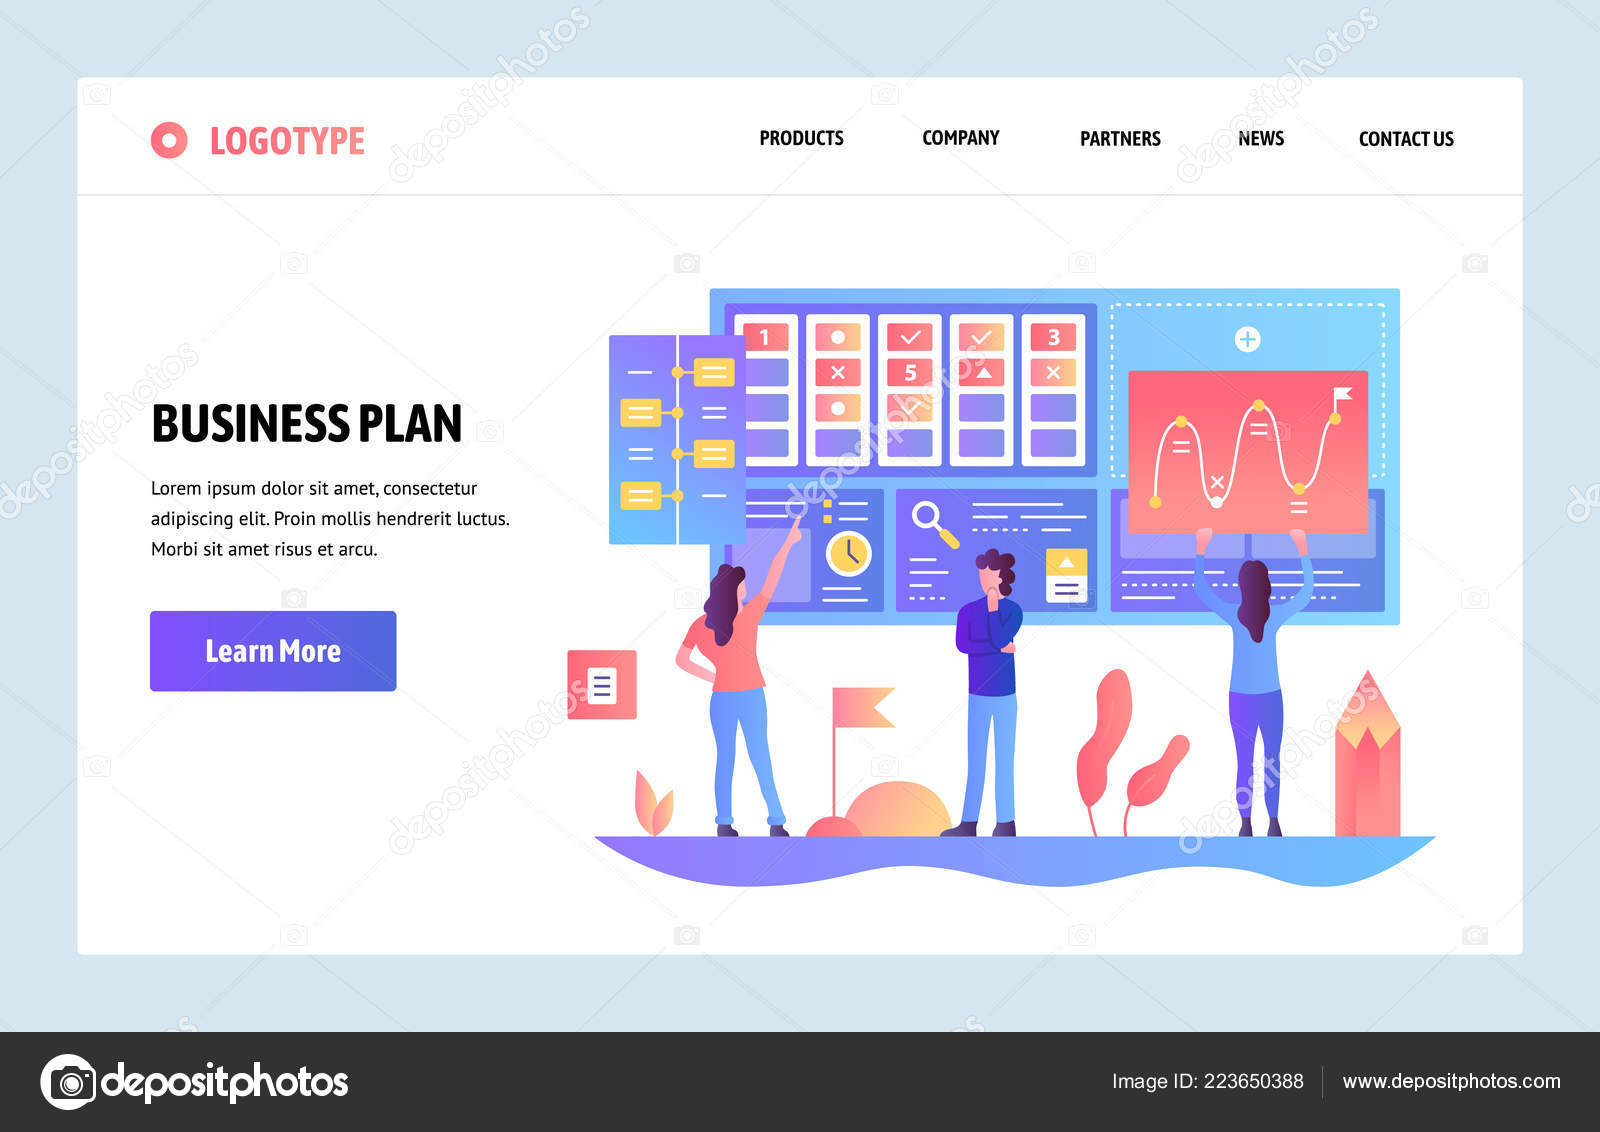 LOGOTYPE
PRODUCTS
COMPANY
PARTNERS
NEWS
CONTACT US
BUSINESS PLAN
Lorem ipsum dolor sit amet, consectetur
adipiscing elit. Proin mollis hendrerit luctus.
Morbi sit amet risus et arcu.
Learn More
1
3
5
depositphotos
Image ID: 223650388
www.depositphotos.com